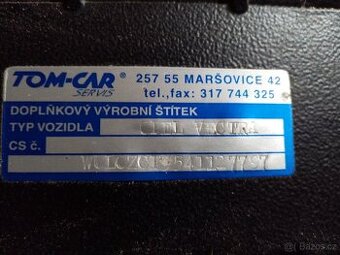 TOM-CAR®
SERVIS
257 55 MARŠOVICE 42
tel.,fax: 317 744 325
DOPLŇKOVÝ VÝROBNÍ ŠTÍTEK
TYP VOZIDLA VECTRA
CS č.
Bazos.cz